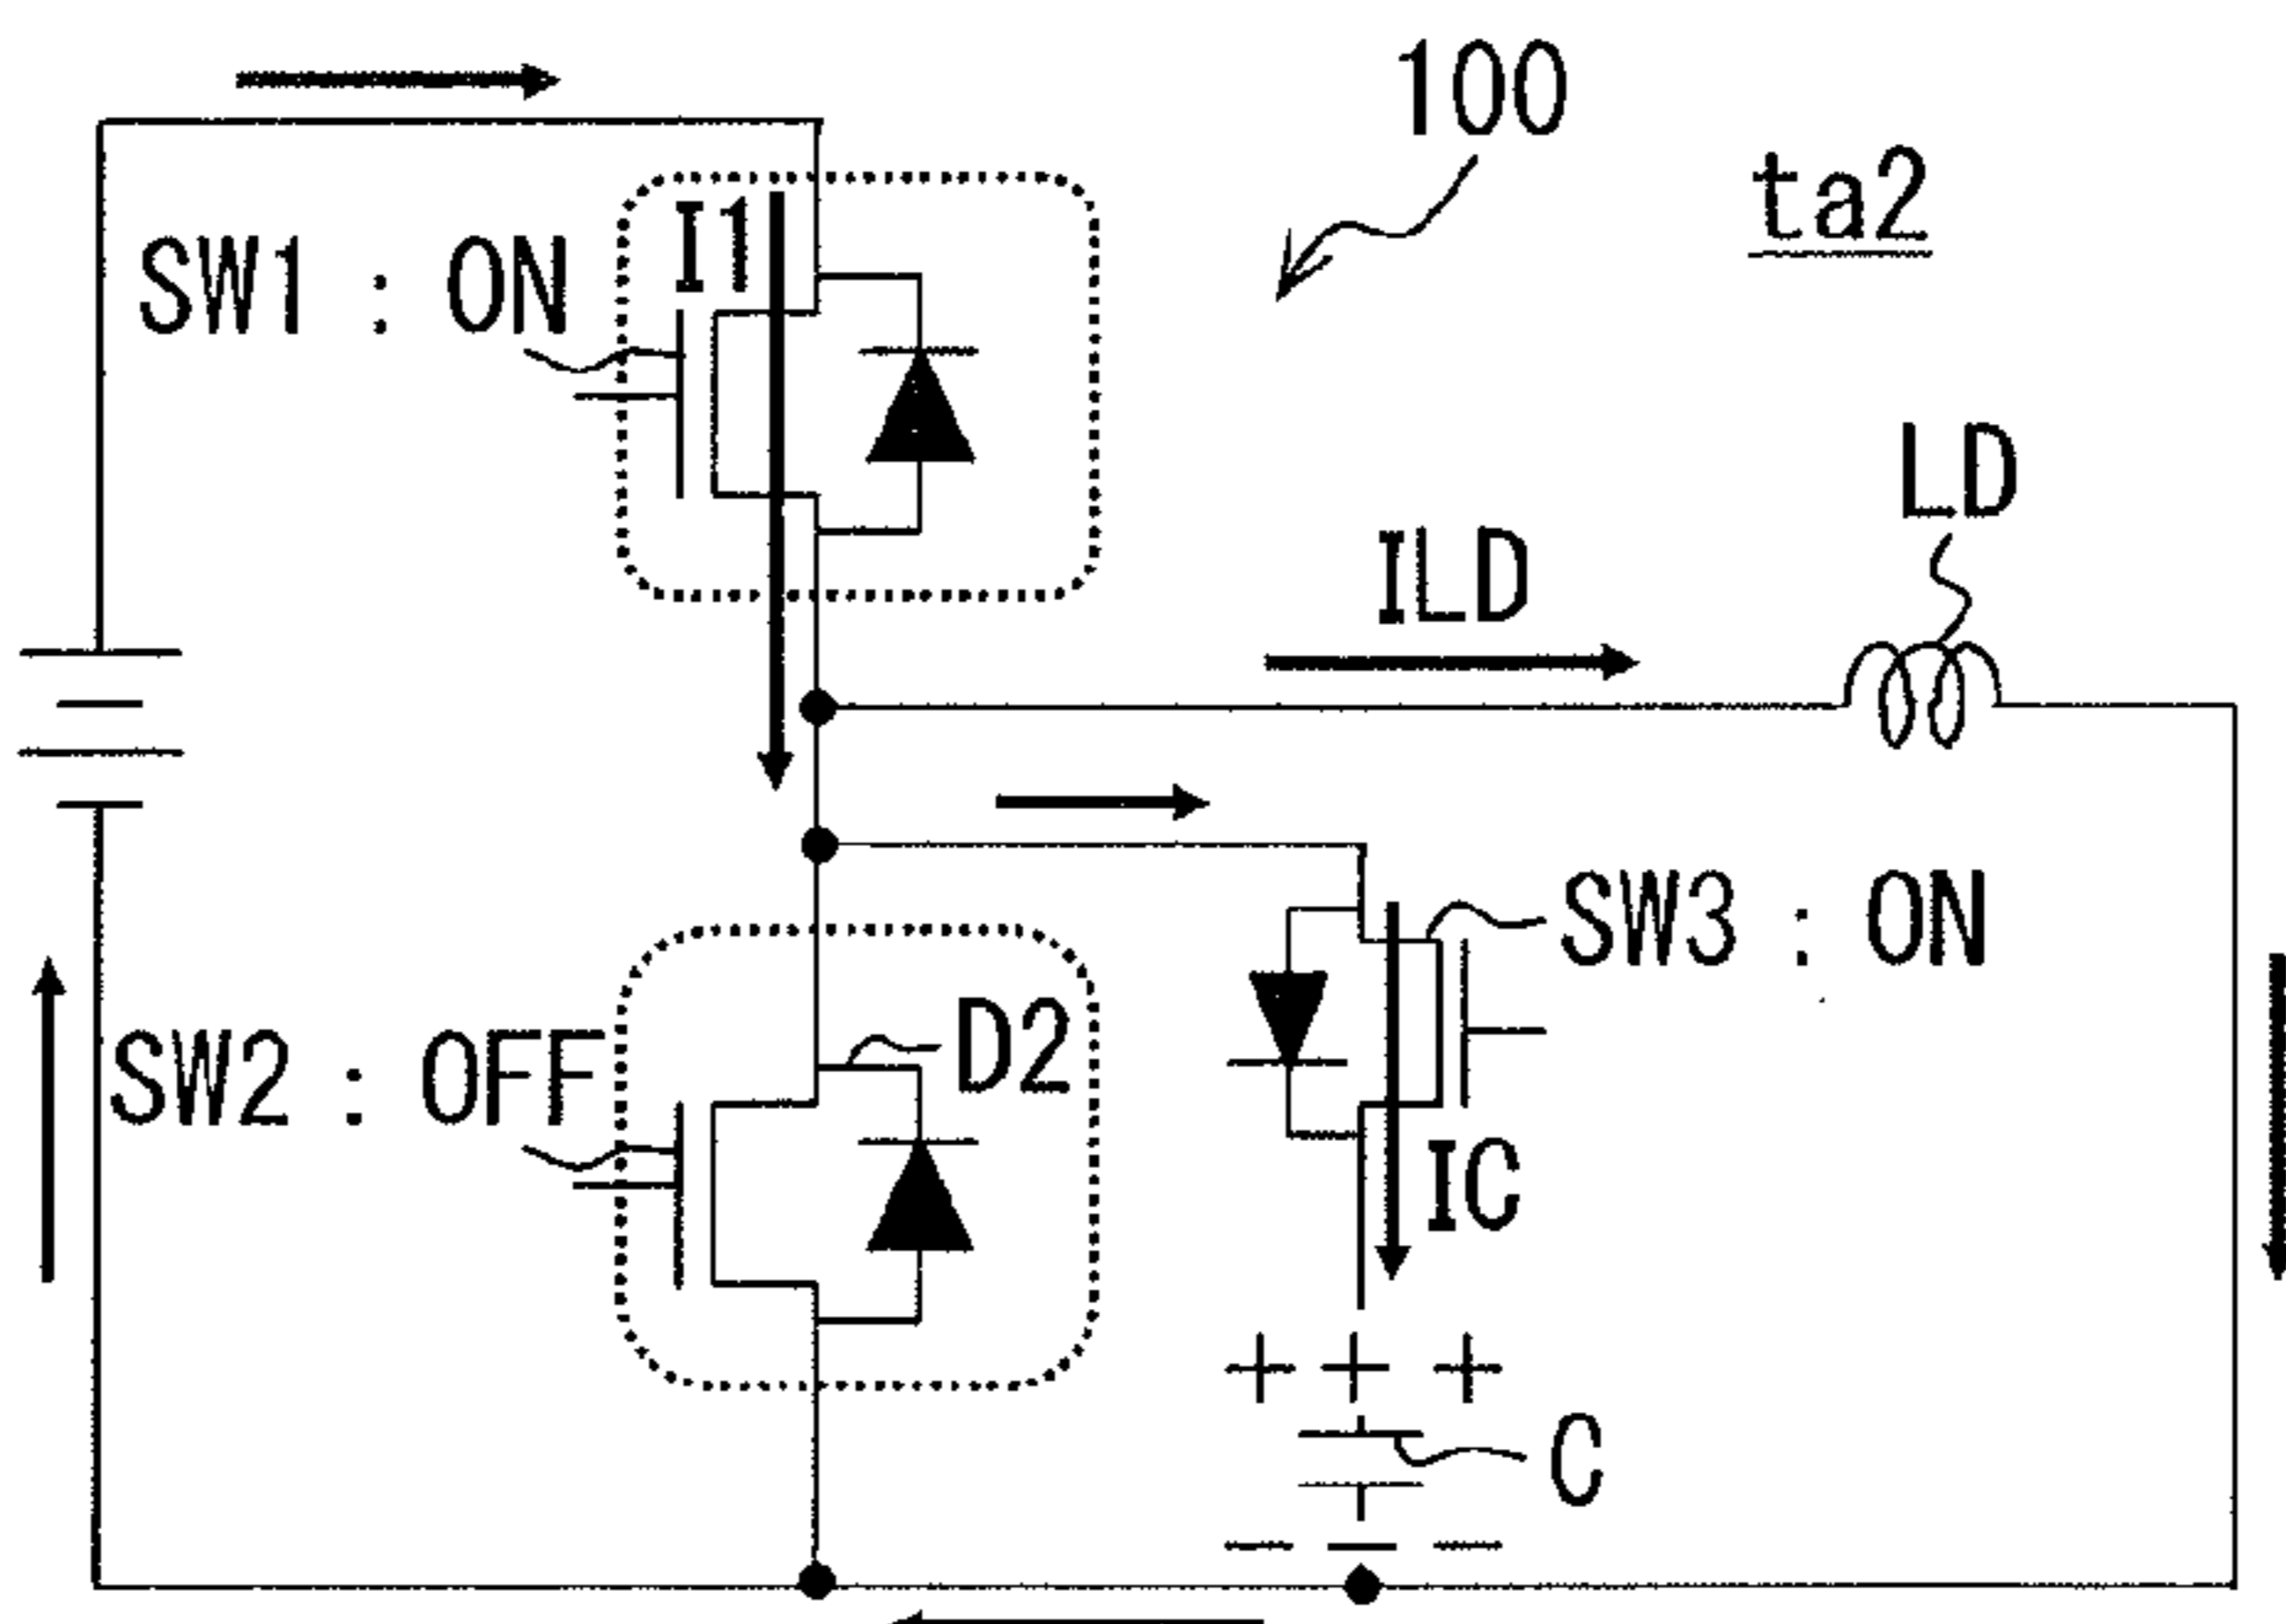 100
ta2
I1
SW1 : ON
LD
ILD
SW3 : ON
D2
SW2 : OFF
IC
+ + +
C
- - -